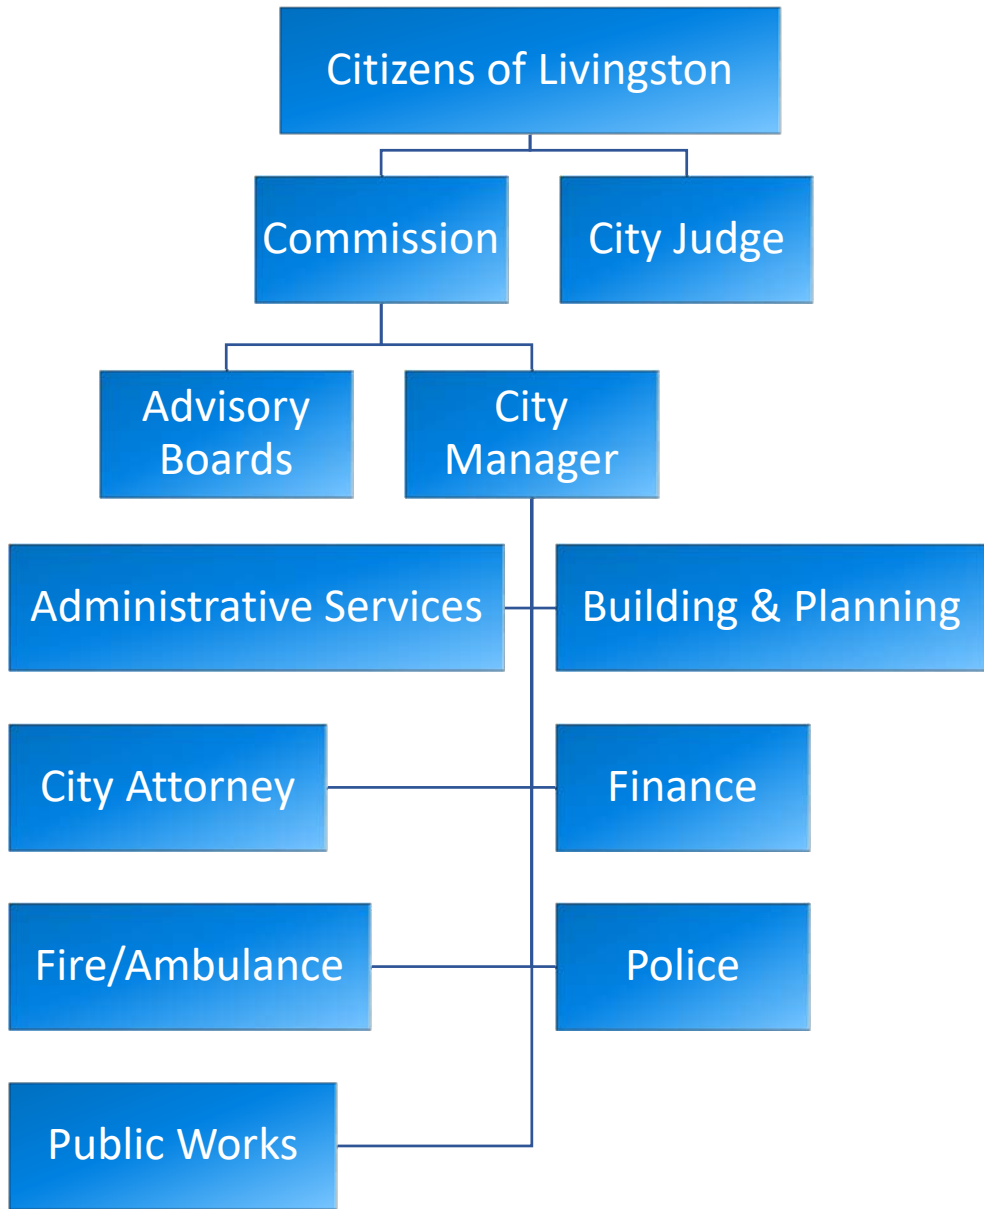 Citizens of Livingston
Commission
City Judge
Advisory
Boards
City
Manager
Administrative Services
Building & Planning
City Attorney
Finance
Fire/Ambulance
Police
Public Works